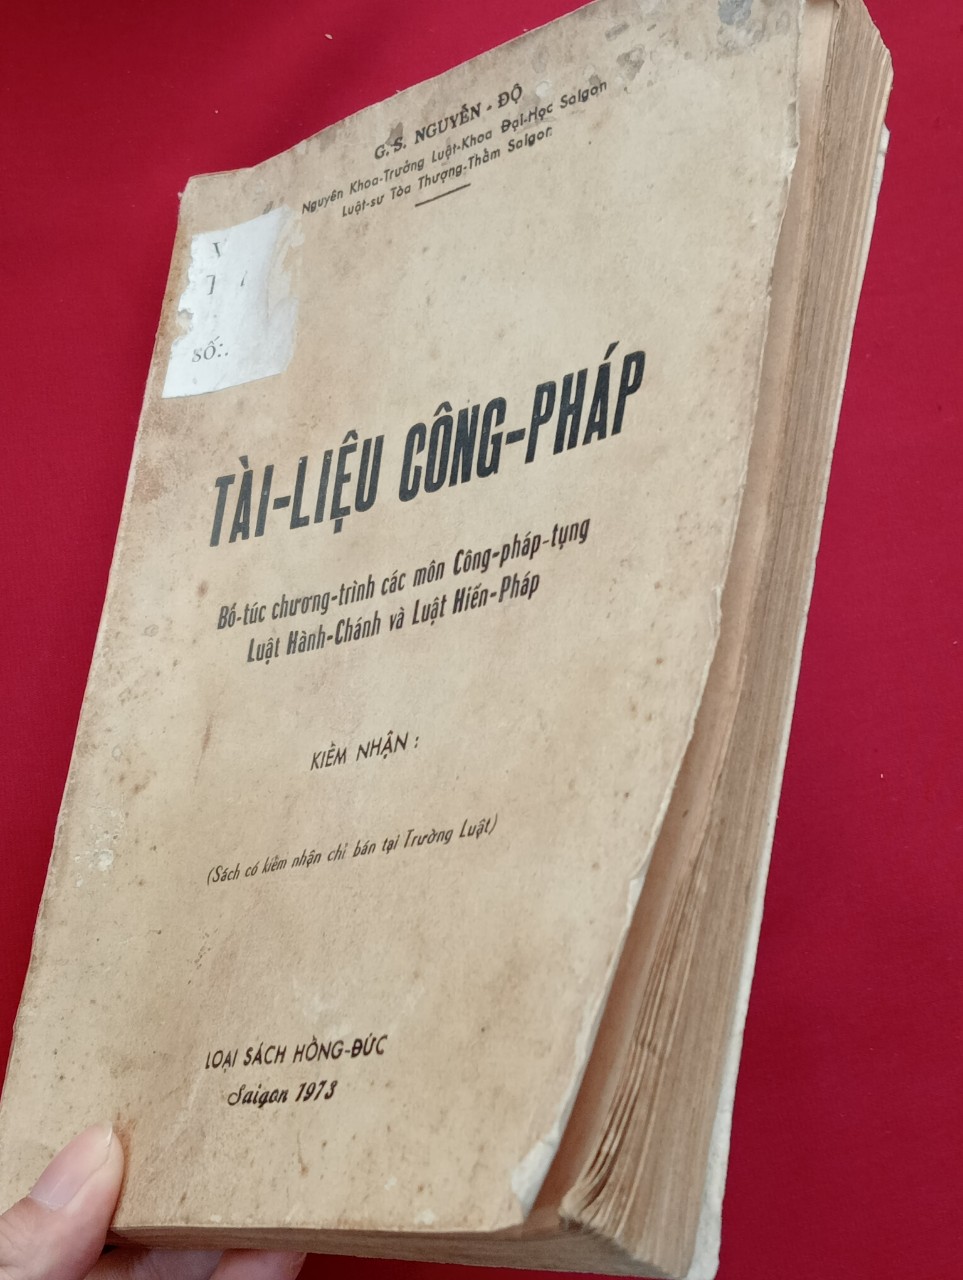 G. S. NGUYỄN - ĐỘ
Nguyên Khoa-Trưởng Luật-Khoa Đại-Học Saigon
Luật-sư Tòa Thượng-Thẩm Saigon
số:.
TÀI-LIỆU CÔNG-PHÁP
Bổ-túc chương-trình các môn Công-pháp-tụng
Luật Hành-Chánh và Luật Hiến-Pháp
KIỂM NHẬN :
(Sách có kiểm nhận chỉ bán tại Trường Luật)
LOẠI SÁCH HỒNG-ĐỨC
Saigon 1973